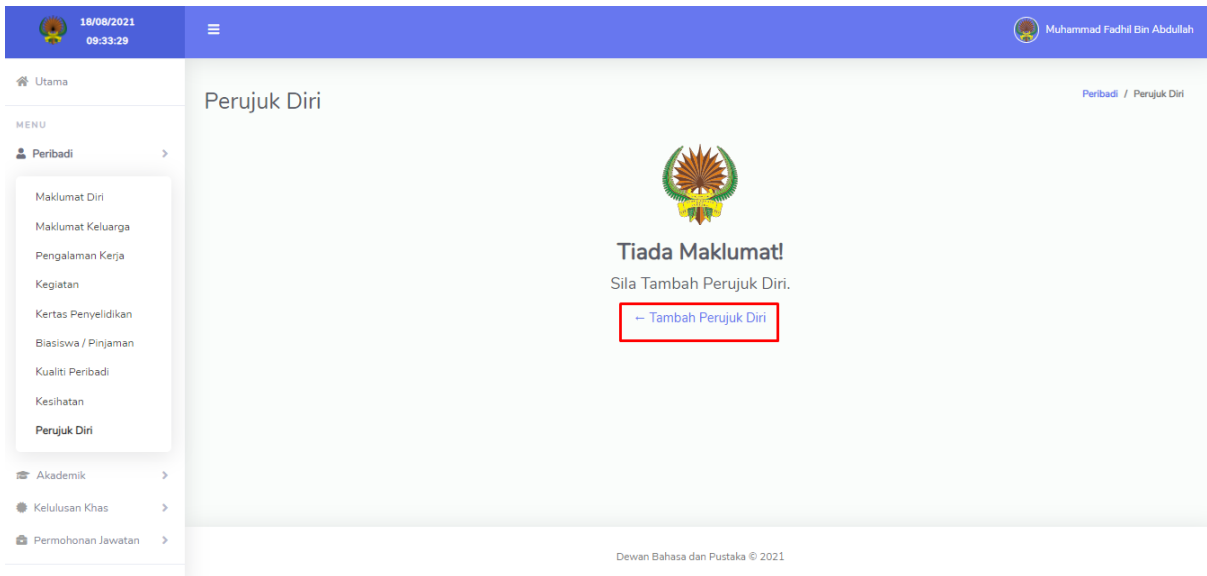 18/08/2021
09:33:29
Muhammad Fadhil Bin Abdullah
Utama
MENU
Peribadi
Maklumat Diri
Maklumat Keluarga
Pengalaman Kerja
Kegiatan
Kertas Penyelidikan
Biasiswa / Pinjaman
Kualiti Peribadi
Kesihatan
Perujuk Diri
Akademik
Kelulusan Khas
Permohonan Jawatan
Perujuk Diri
Peribadi / Perujuk Diri
Tiada Maklumat!
Sila Tambah Perujuk Diri.
← Tambah Perujuk Diri
Dewan Bahasa dan Pustaka © 2021